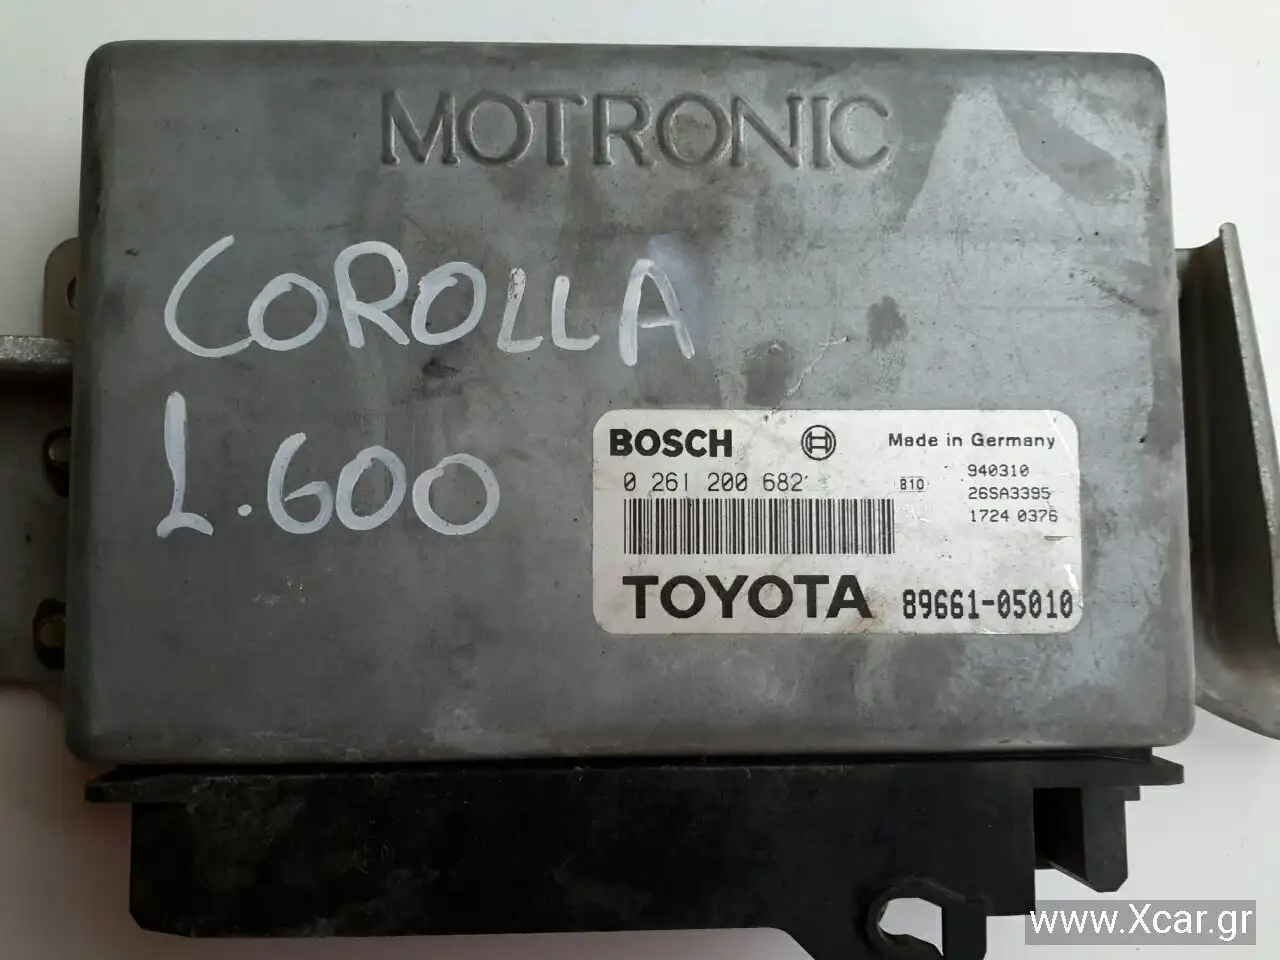 MOTRONIC
COROLLA
1.600
BOSCH Made in Germany
0 261 200 682 B10 940310
26SA3395
1724 0376
TOYOTA 89661-05010
www.Xcar.gr